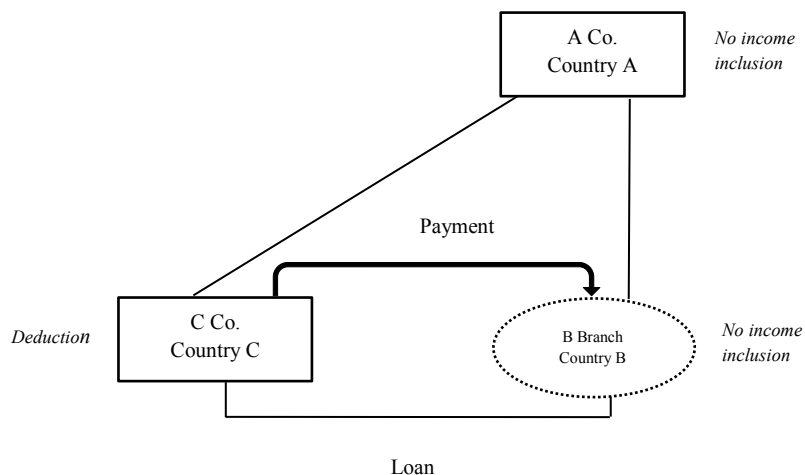 A Co.
Country A
No income
inclusion
Payment
Deduction
C Co.
Country C
B Branch
Country B
No income
inclusion
Loan